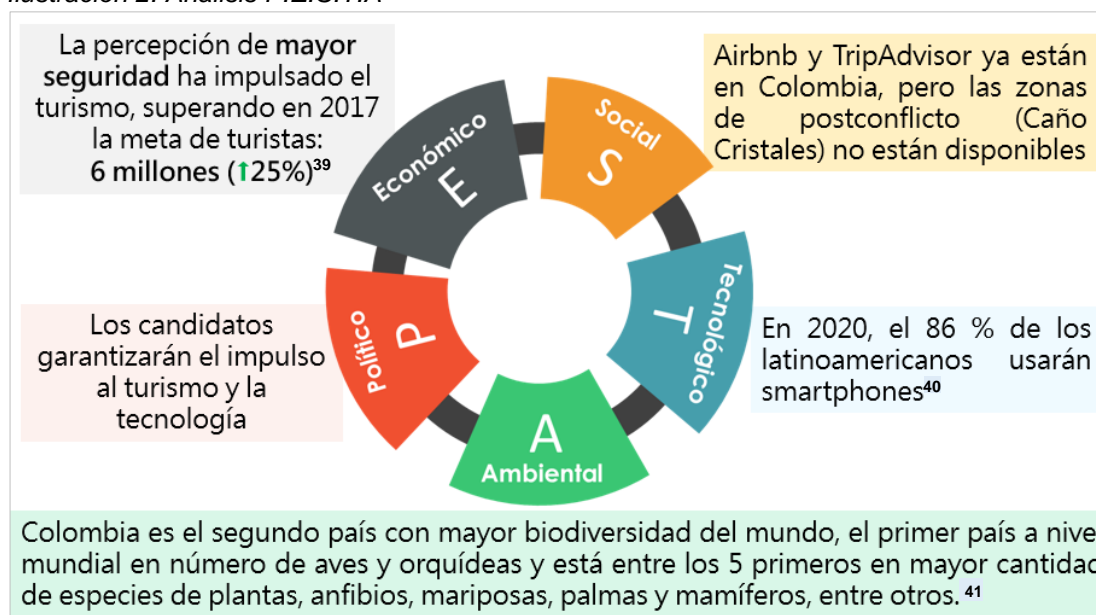 La percepción de mayor
seguridad ha impulsado el
turismo, superando en 2017
la meta de turistas:
6 millones (↑25%)³⁹
Airbnb y TripAdvisor ya están
en Colombia, pero las zonas
de postconflicto (Caño
Cristales) no están disponibles
Económico
E
Social
S
Político
P
Tecnológico
T
A
Ambiental
Los candidatos
garantizarán el impulso
al turismo y la
tecnología
En 2020, el 86 % de los
latinoamericanos usarán
smartphones⁴⁰
Colombia es el segundo país con mayor biodiversidad del mundo, el primer país a nive
mundial en número de aves y orquídeas y está entre los 5 primeros en mayor cantidad
de especies de plantas, anfibios, mariposas, palmas y mamíferos, entre otros. ⁴¹